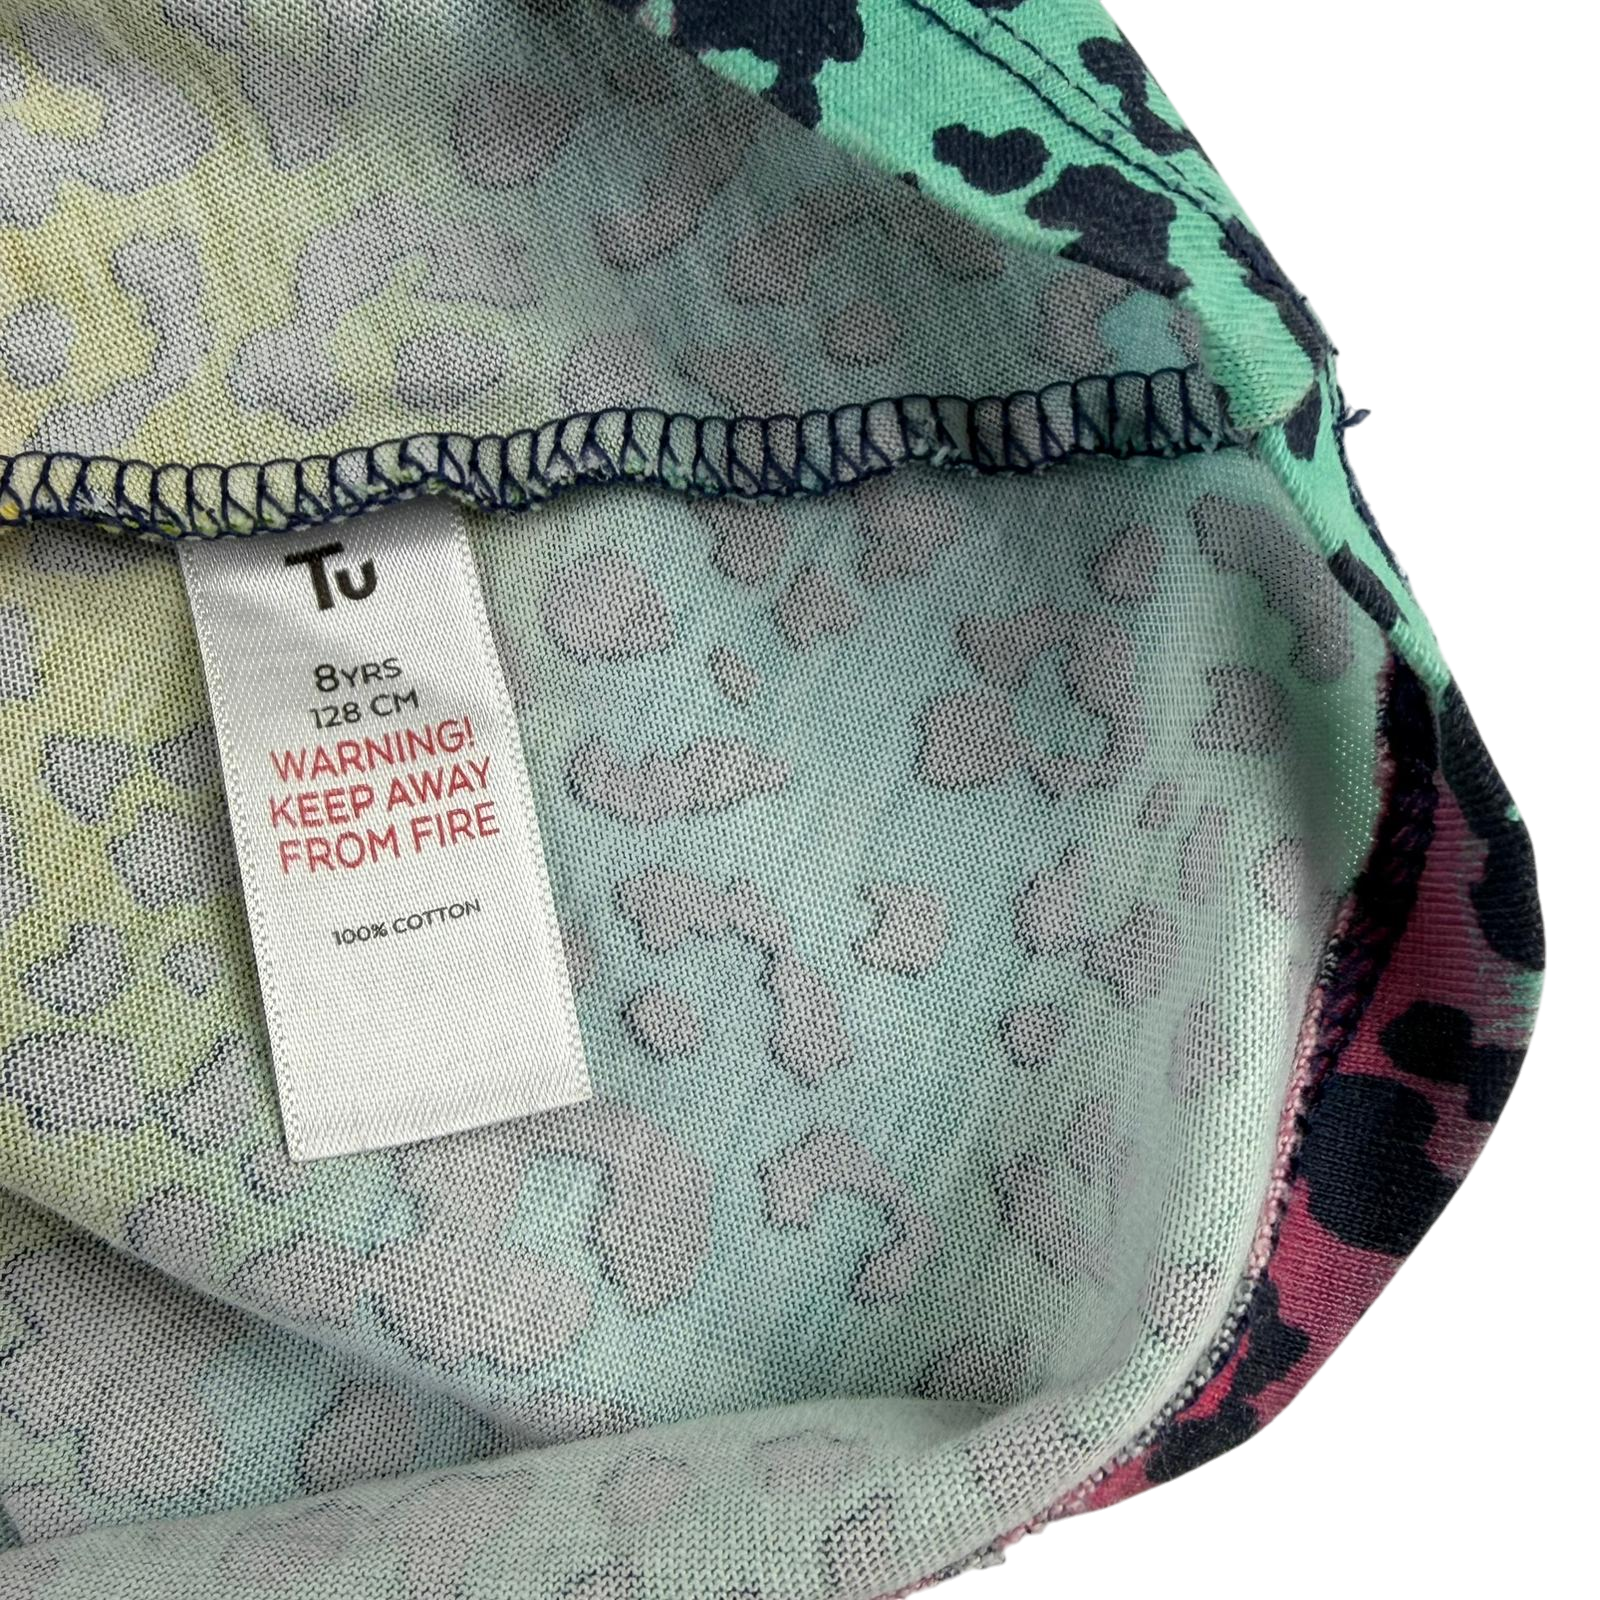 Tu
8YRS
128 CM
WARNING!
KEEP AWAY
FROM FIRE
100% COTTON